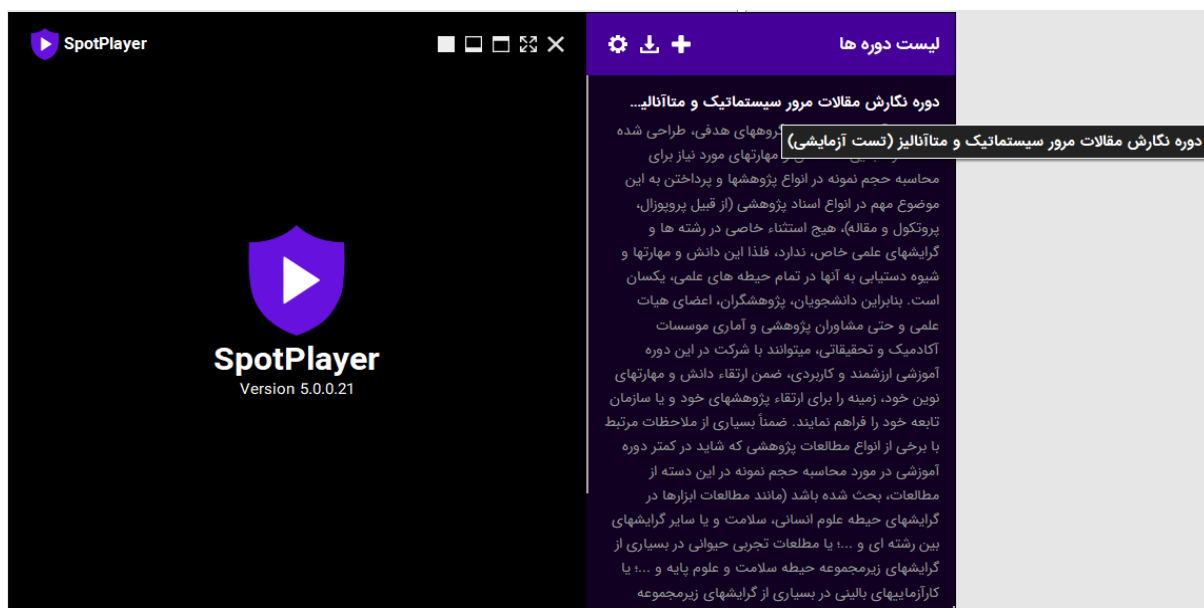 SpotPlayer
SpotPlayer
Version 5.0.0.21
لیست دوره ها
دوره نگارش مقالات مرور سیستماتیک و متاآنالیـ...
گروههای هدفی، طراحی شده
دوره نگارش مقالات مرور سیستماتیک و متاآنالیز (تست آزمایشی)
و مهارتهای مورد نیاز برای
محاسبه حجم نمونه در انواع پژوهشها و پرداختن به این
موضوع مهم در انواع اسناد پژوهشی (از قبیل پروپوزال،
پروتکول و مقاله)، هیچ استثناء خاصی در رشته ها و
گرایشهای علمی خاص، ندارد، فلذا این دانش و مهارتها و
شیوه دستیابی به آنها در تمام حیطه های علمی، یکسان
است. بنابراین دانشجویان، پژوهشگران، اعضای هیات
علمی و حتی مشاوران پژوهشی و آماری موسسات
آکادمیک و تحقیقاتی، میتوانند با شرکت در این دوره
آموزشی ارزشمند و کاربردی، ضمن ارتقاء دانش و مهارتهای
نوین خود، زمینه را برای ارتقاء پژوهشهای خود و یا سازمان
تابعه خود را فراهم نمایند. ضمناً بسیاری از ملاحظات مرتبط
با برخی از انواع مطالعات پژوهشی که شاید در کمتر دوره
آموزشی در مورد محاسبه حجم نمونه در این دسته از
مطالعات، بحث شده باشد (مانند مطالعات ابزارها در
گرایشهای حیطه علوم انسانی، سلامت و یا سایر گرایشهای
بین رشته ای و ...؛ یا مطلعات تجربی حیوانی در بسیاری از
گرایشهای زیرمجموعه حیطه سلامت و علوم پایه و ...؛ یا
کارآزماییهای بالینی در بسیاری از گرایشهای زیرمجموعه